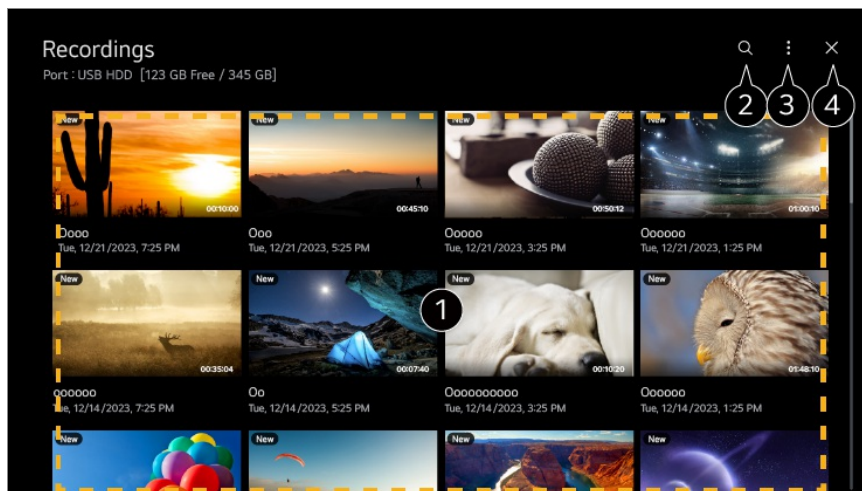 Recordings
Port : USB HDD [123 GB Free / 345 GB]
2 3 4
New New New New
00:10:00 00:45:10 00:50:12 01:00:10
Oooo Ooo Ooooo Oooooo
Tue, 12/21/2023, 7:25 PM Tue, 12/21/2023, 5:25 PM Tue, 12/21/2023, 3:25 PM Tue, 12/21/2023, 1:25 PM
New New New New
1
00:35:04 00:07:40 00:10:20 01:48:10
oooooo Oo Oooooooooo Oooooo
Tue, 12/14/2023, 7:25 PM Tue, 12/14/2023, 5:25 PM Tue, 12/14/2023, 3:25 PM Tue, 12/14/2023, 1:25 PM
New New New New